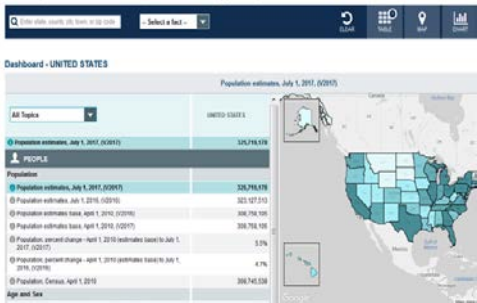 Enter state, county, city, town, or zip code
-- Select a fact --
CLEAR
TABLE
MAP
CHART
Dashboard - UNITED STATES
Population estimates, July 1, 2017, (V2017)
All Topics
UNITED STATES
Population estimates, July 1, 2017, (V2017) 325,719,178
PEOPLE
Population
Population estimates, July 1, 2017, (V2017) 325,719,178
Population estimates, July 1, 2016, (V2016) 323,127,513
Population estimates base, April 1, 2010, (V2016) 308,758,105
Population estimates base, April 1, 2010, (V2017) 308,758,105
Population, percent change - April 1, 2010 (estimates base) to July 1, 2017, (V2017) 5.5%
Population, percent change - April 1, 2010 (estimates base) to July 1, 2016, (V2016) 4.7%
Population, Census, April 1, 2010 308,745,538
Age and Sex
Canada
Mexico
Gulf of
Google